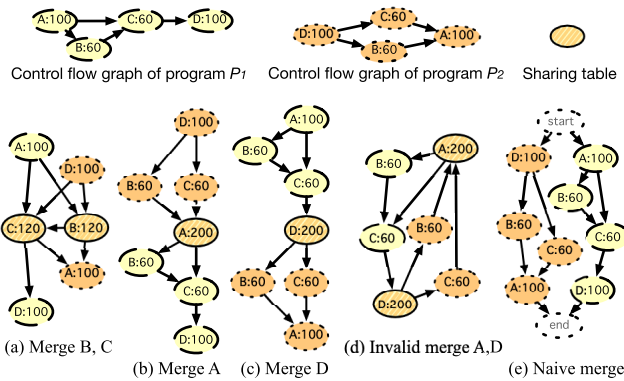 A:100
C:60
D:100
B:60
Control flow graph of program P1
C:60
D:100
A:100
B:60
Control flow graph of program P2
Sharing table
A:100
D:100
C:120
B:120
A:100
D:100
(a) Merge B, C
D:100
B:60
C:60
A:200
B:60
C:60
D:100
(b) Merge A
A:100
B:60
C:60
D:200
B:60
C:60
A:100
(c) Merge D
A:200
B:60
B:60
C:60
C:60
D:200
(d) Invalid merge A,D
start
D:100
A:100
B:60
B:60
C:60
C:60
A:100
D:100
end
(e) Naive merge